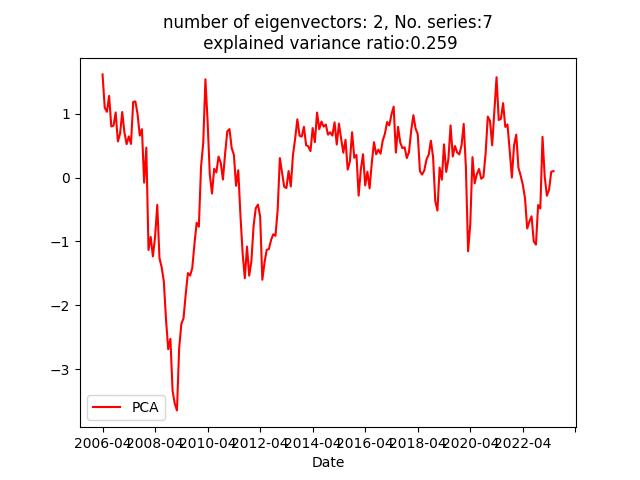 number of eigenvectors: 2, No. series:7
explained variance ratio:0.259
1
0
−1
−2
−3
PCA
2006-04 2008-04 2010-04 2012-04 2014-04 2016-04 2018-04 2020-04 2022-04
Date